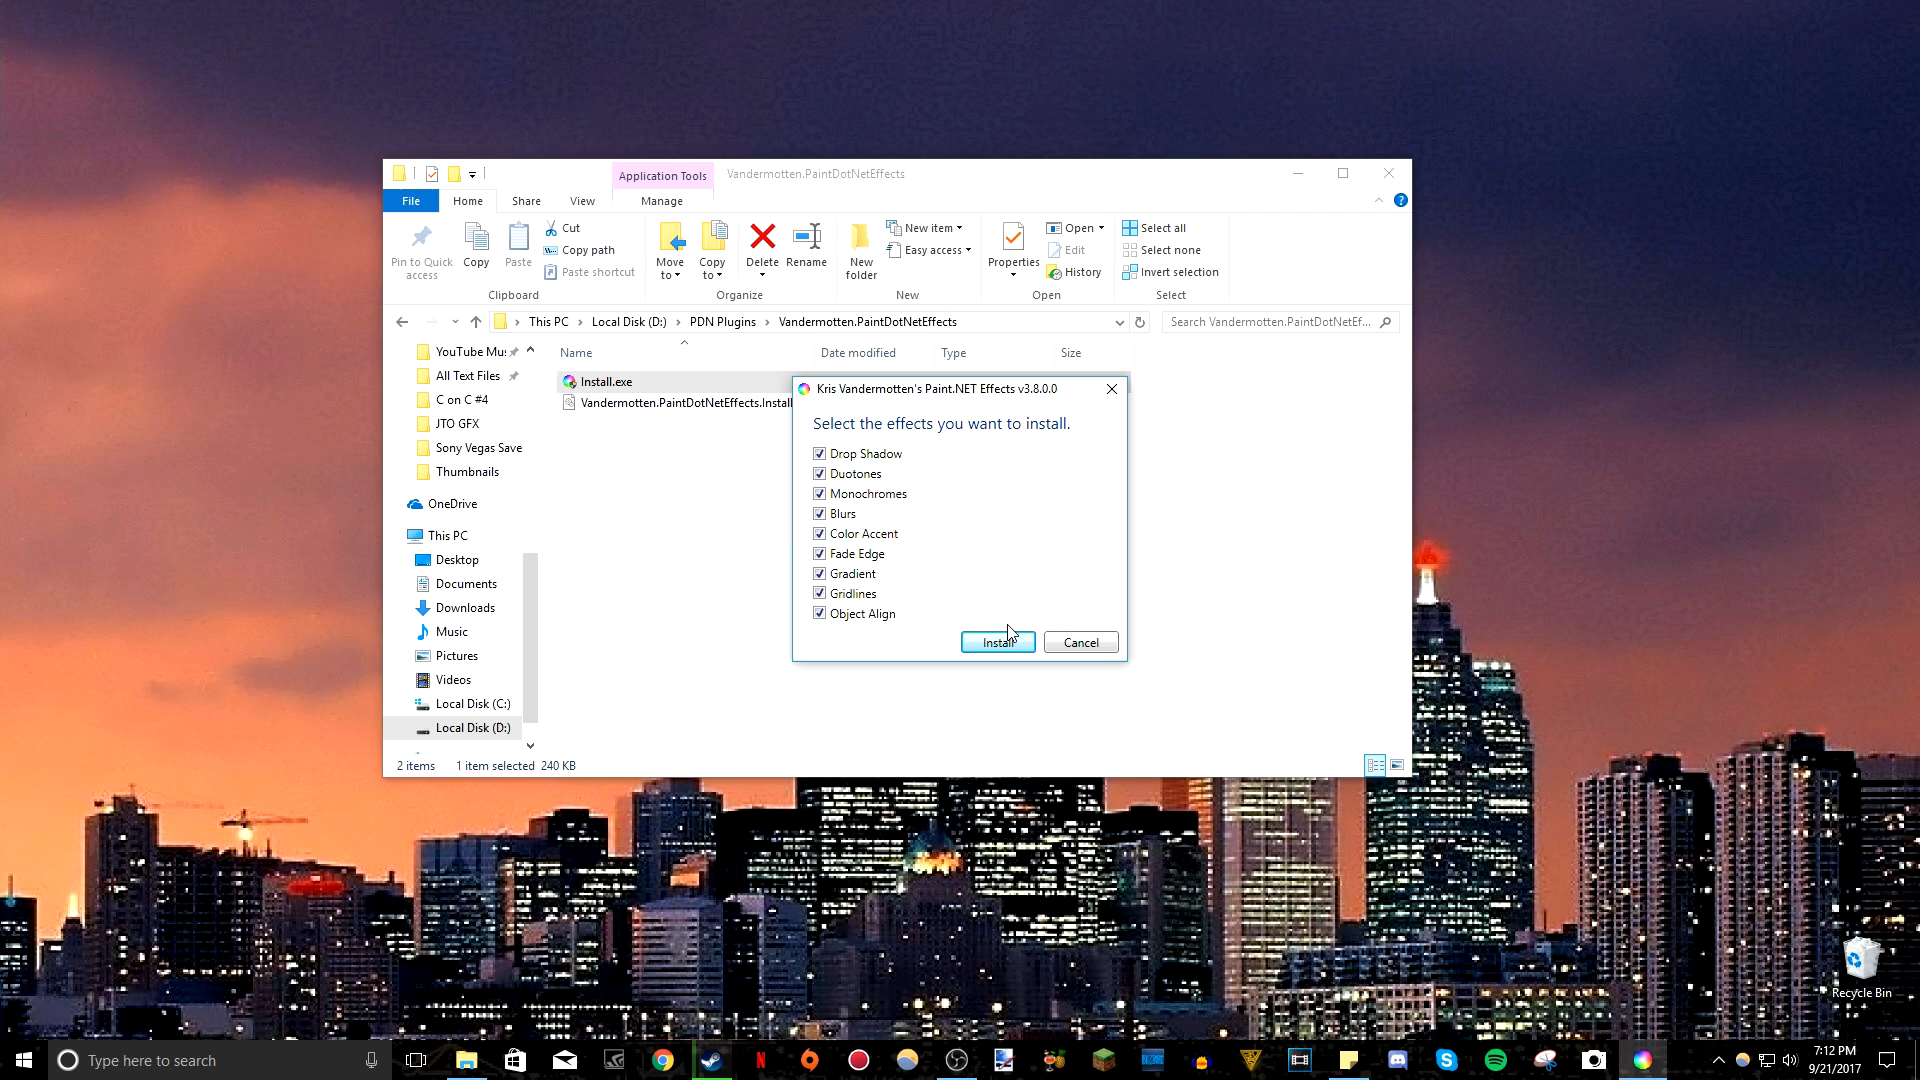 Application Tools
Vandermotten.PaintDotNetEffects
File
Home
Share
View
Manage
Pin to Quick access
Copy
Paste
Cut
Copy path
Paste shortcut
Clipboard
Move to
Copy to
Delete
Rename
Organize
New folder
New item
Easy access
New
Properties
Open
Edit
History
Open
Select all
Select none
Invert selection
Select
This PC
Local Disk (D:)
PDN Plugins
Vandermotten.PaintDotNetEffects
Search Vandermotten.PaintDotNetEf...
YouTube Mu
All Text Files
C on C #4
JTO GFX
Sony Vegas Save
Thumbnails
OneDrive
This PC
Desktop
Documents
Downloads
Music
Pictures
Videos
Local Disk (C:)
Local Disk (D:)
Name
Date modified
Type
Size
Install.exe
Vandermotten.PaintDotNetEffects.Install
Kris Vandermotten's Paint.NET Effects v3.8.0.0
Select the effects you want to install.
Drop Shadow
Duotones
Monochromes
Blurs
Color Accent
Fade Edge
Gradient
Gridlines
Object Align
Install
Cancel
2 items
1 item selected 240 KB
Recycle Bin
Type here to search
7:12 PM
9/21/2017